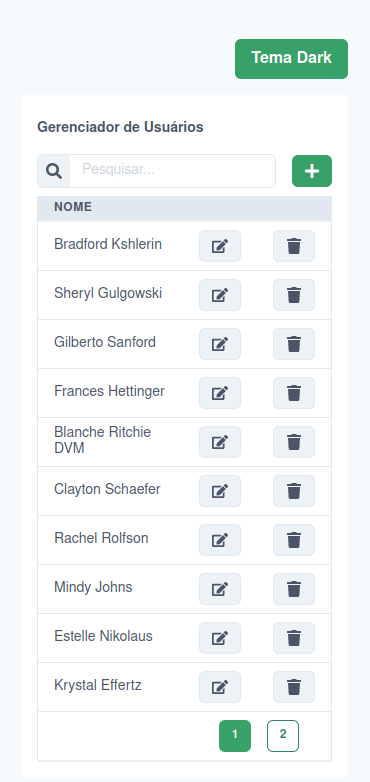 Tema Dark
Gerenciador de Usuários
Pesquisar...
NOME
Bradford Kshlerin
Sheryl Gulgowski
Gilberto Sanford
Frances Hettinger
Blanche Ritchie
DVM
Clayton Schaefer
Rachel Rolfson
Mindy Johns
Estelle Nikolaus
Krystal Effertz
1 2